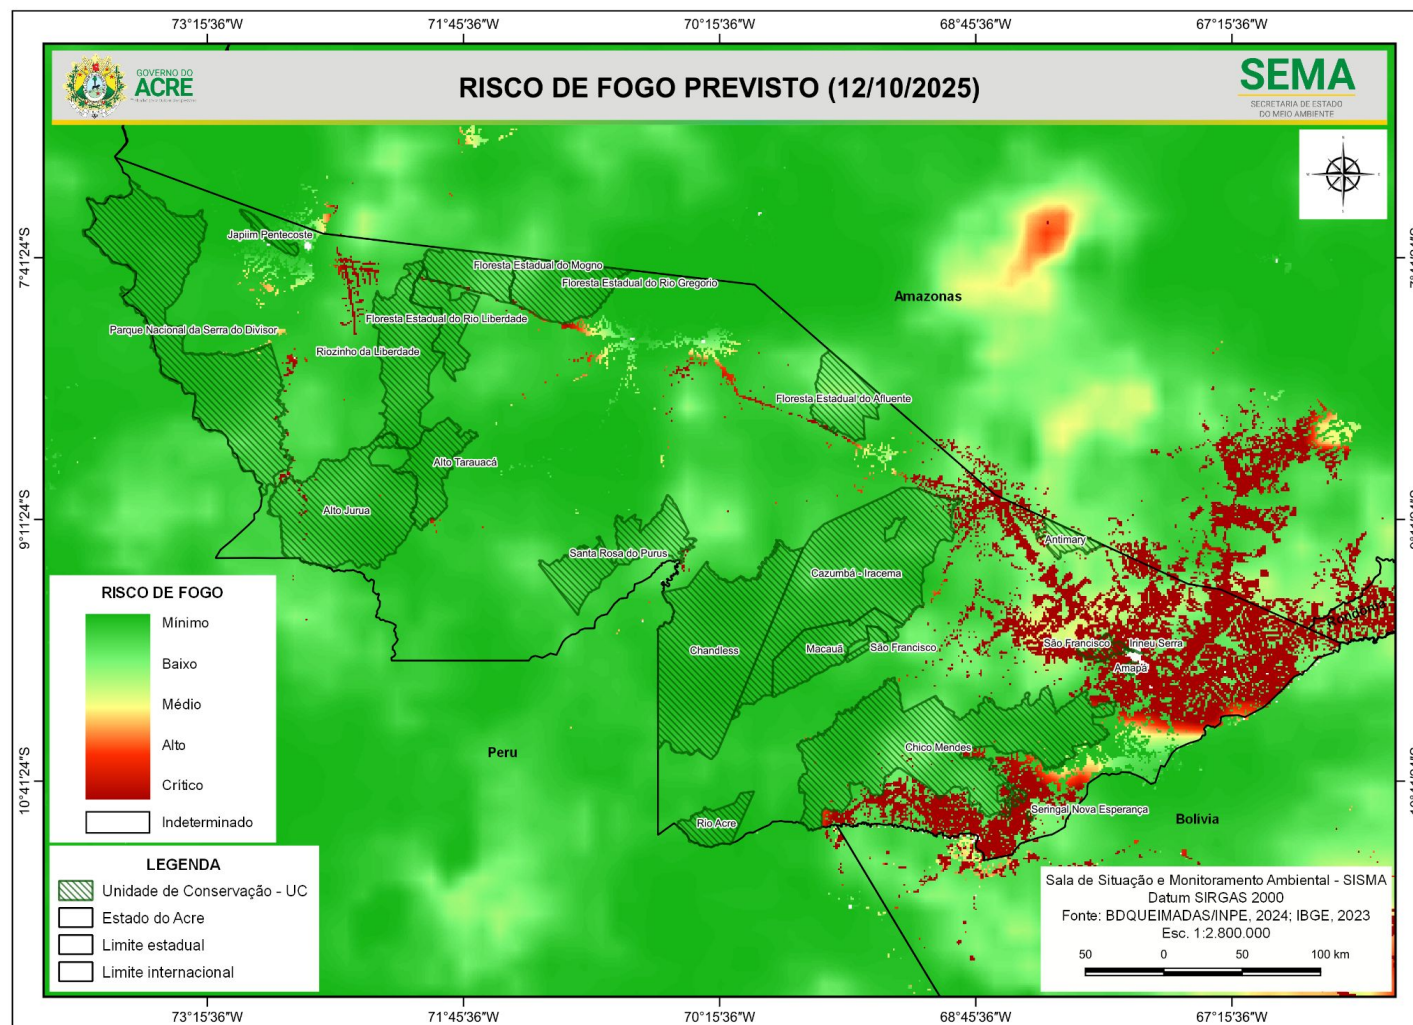 73°15'36"W
71°45'36"W
70°15'36"W
68°45'36"W
67°15'36"W
GOVERNO DO
ACRE
RISCO DE FOGO PREVISTO (12/10/2025)
SEMA
SECRETARIA DE ESTADO
DO MEIO AMBIENTE
7°41'24"S
9°11'24"S
10°41'24"S
Japiim Pentecoste
Floresta Estadual do Mogno
Floresta Estadual do Rio Gregorio
Amazonas
Floresta Estadual do Rio Liberdade
Parque Nacional da Serra do Divisor
Riozinho da Liberdade
Floresta Estadual do Afluente
Alto Tarauacá
Alto Jurua
Antimary
Santa Rosa do Purus
Cazumbá - Iracema
Rondônia
Chandless
Macauã
São Francisco
São Francisco
Irineu Serra
Amapá
Peru
Chico Mendes
Seringal Nova Esperança
Rio Acre
Bolívia
RISCO DE FOGO
Mínimo
Baixo
Médio
Alto
Crítico
Indeterminado
LEGENDA
Unidade de Conservação - UC
Estado do Acre
Limite estadual
Limite internacional
Sala de Situação e Monitoramento Ambiental - SISMA
Datum SIRGAS 2000
Fonte: BDQUEIMADAS/INPE, 2024; IBGE, 2023
Esc. 1:2.800.000
50 0 50 100 km
73°15'36"W
71°45'36"W
70°15'36"W
68°45'36"W
67°15'36"W